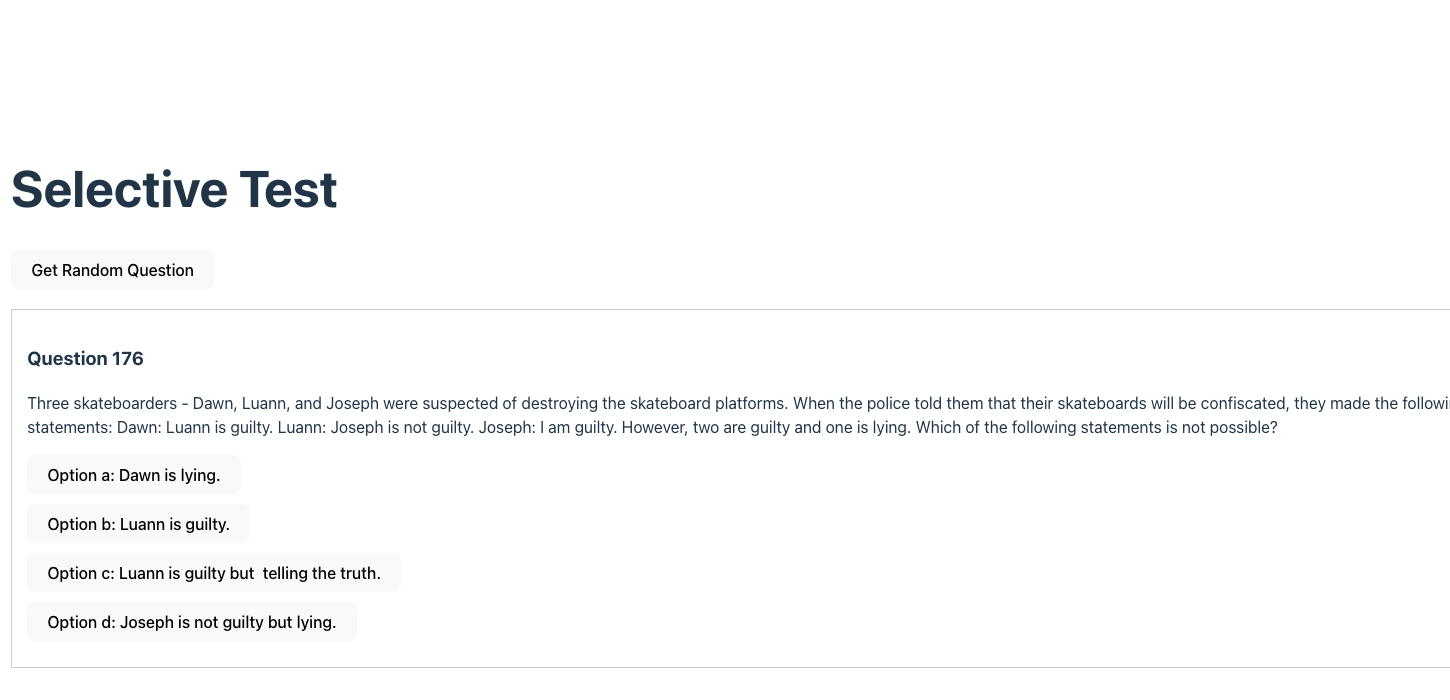 Selective Test
Get Random Question
Question 176
Three skateboarders - Dawn, Luann, and Joseph were suspected of destroying the skateboard platforms. When the police told them that their skateboards will be confiscated, they made the
statements: Dawn: Luann is guilty. Luann: Joseph is not guilty. Joseph: I am guilty. However, two are guilty and one is lying. Which of the following statements is not possible?
Option a: Dawn is lying.
Option b: Luann is guilty.
Option c: Luann is guilty but  telling the truth.
Option d: Joseph is not guilty but lying.